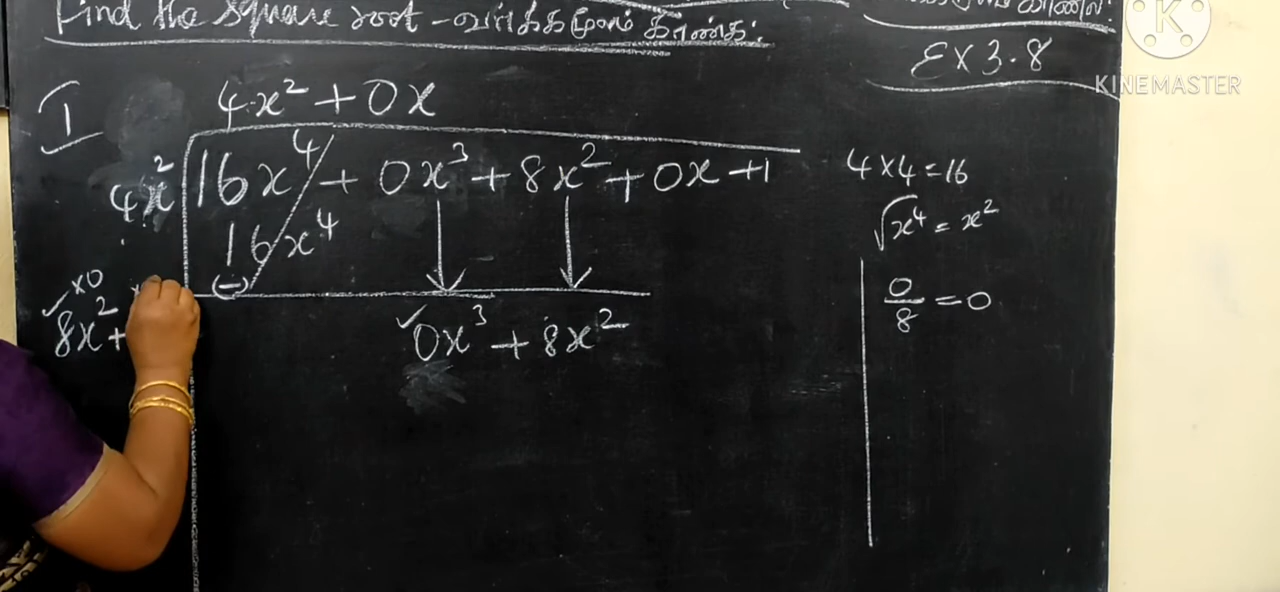 Find the square root - வர்க்கமூலம் காண்க:
EX 3.8
KINEMASTER
I
4x² + 0x
4x² 16x⁴ + 0x³ + 8x² + 0x + 1
16x⁴
(-)
×0
8x² + 0x³ + 8x²
4 × 4 = 16
√x⁴ = x²
0/8 = 0